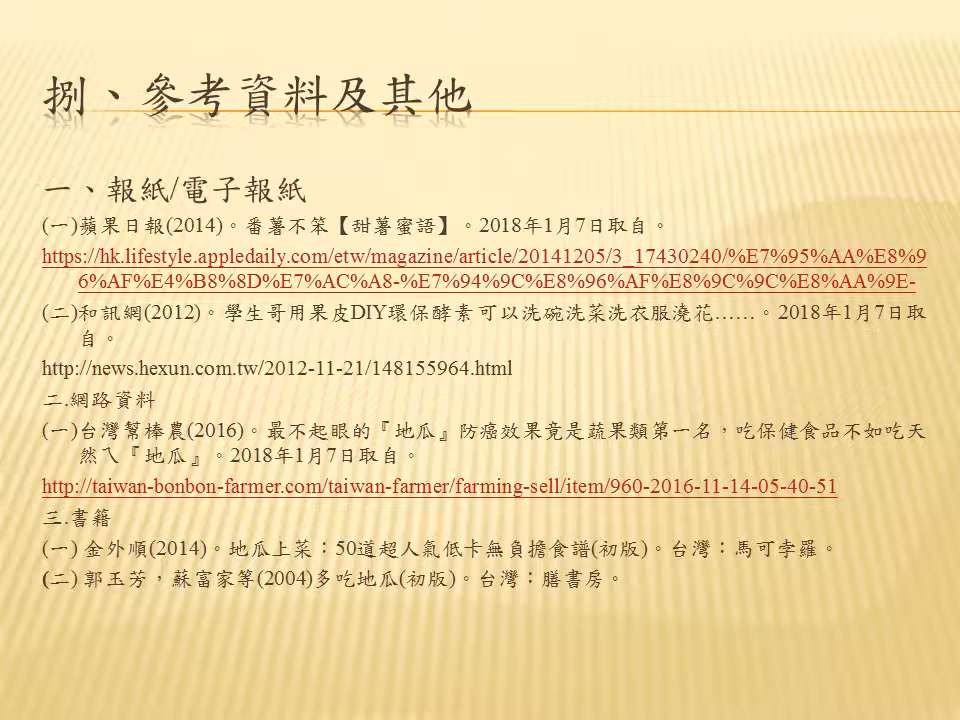 捌、參考資料及其他
一、報紙/電子報紙
(一)蘋果日報(2014)。番薯不笨【甜薯蜜語】。2018年1月7日取自。
https://hk.lifestyle.appledaily.com/etw/magazine/article/20141205/3_17430240/%E7%95%AA%E8%9
6%AF%E4%B8%8D%E7%AC%A8-%E7%94%9C%E8%96%AF%E8%9C%9C%E8%AA%9E-
(二)和訊網(2012)。學生哥用果皮DIY環保酵素可以洗碗洗菜洗衣服澆花……。2018年1月7日取
自。
http://news.hexun.com.tw/2012-11-21/148155964.html
二.網路資料
(一)台灣幫棒農(2016)。最不起眼的『地瓜』防癌效果竟是蔬果類第一名，吃保健食品不如吃天
然ㄟ『地瓜』。2018年1月7日取自。
http://taiwan-bonbon-farmer.com/taiwan-farmer/farming-sell/item/960-2016-11-14-05-40-51
三.書籍
(一) 金外順(2014)。地瓜上菜：50道超人氣低卡無負擔食譜(初版)。台灣：馬可孛羅。
(二) 郭玉芳，蘇富家等(2004)多吃地瓜(初版)。台灣：膳書房。